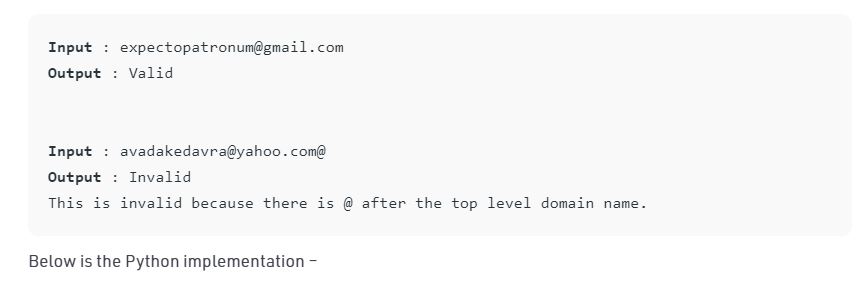 Input : expectopatronum@gmail.com
Output : Valid
Input : avadakedavra@yahoo.com@
Output : Invalid
This is invalid because there is @ after the top level domain name.
Below is the Python implementation –